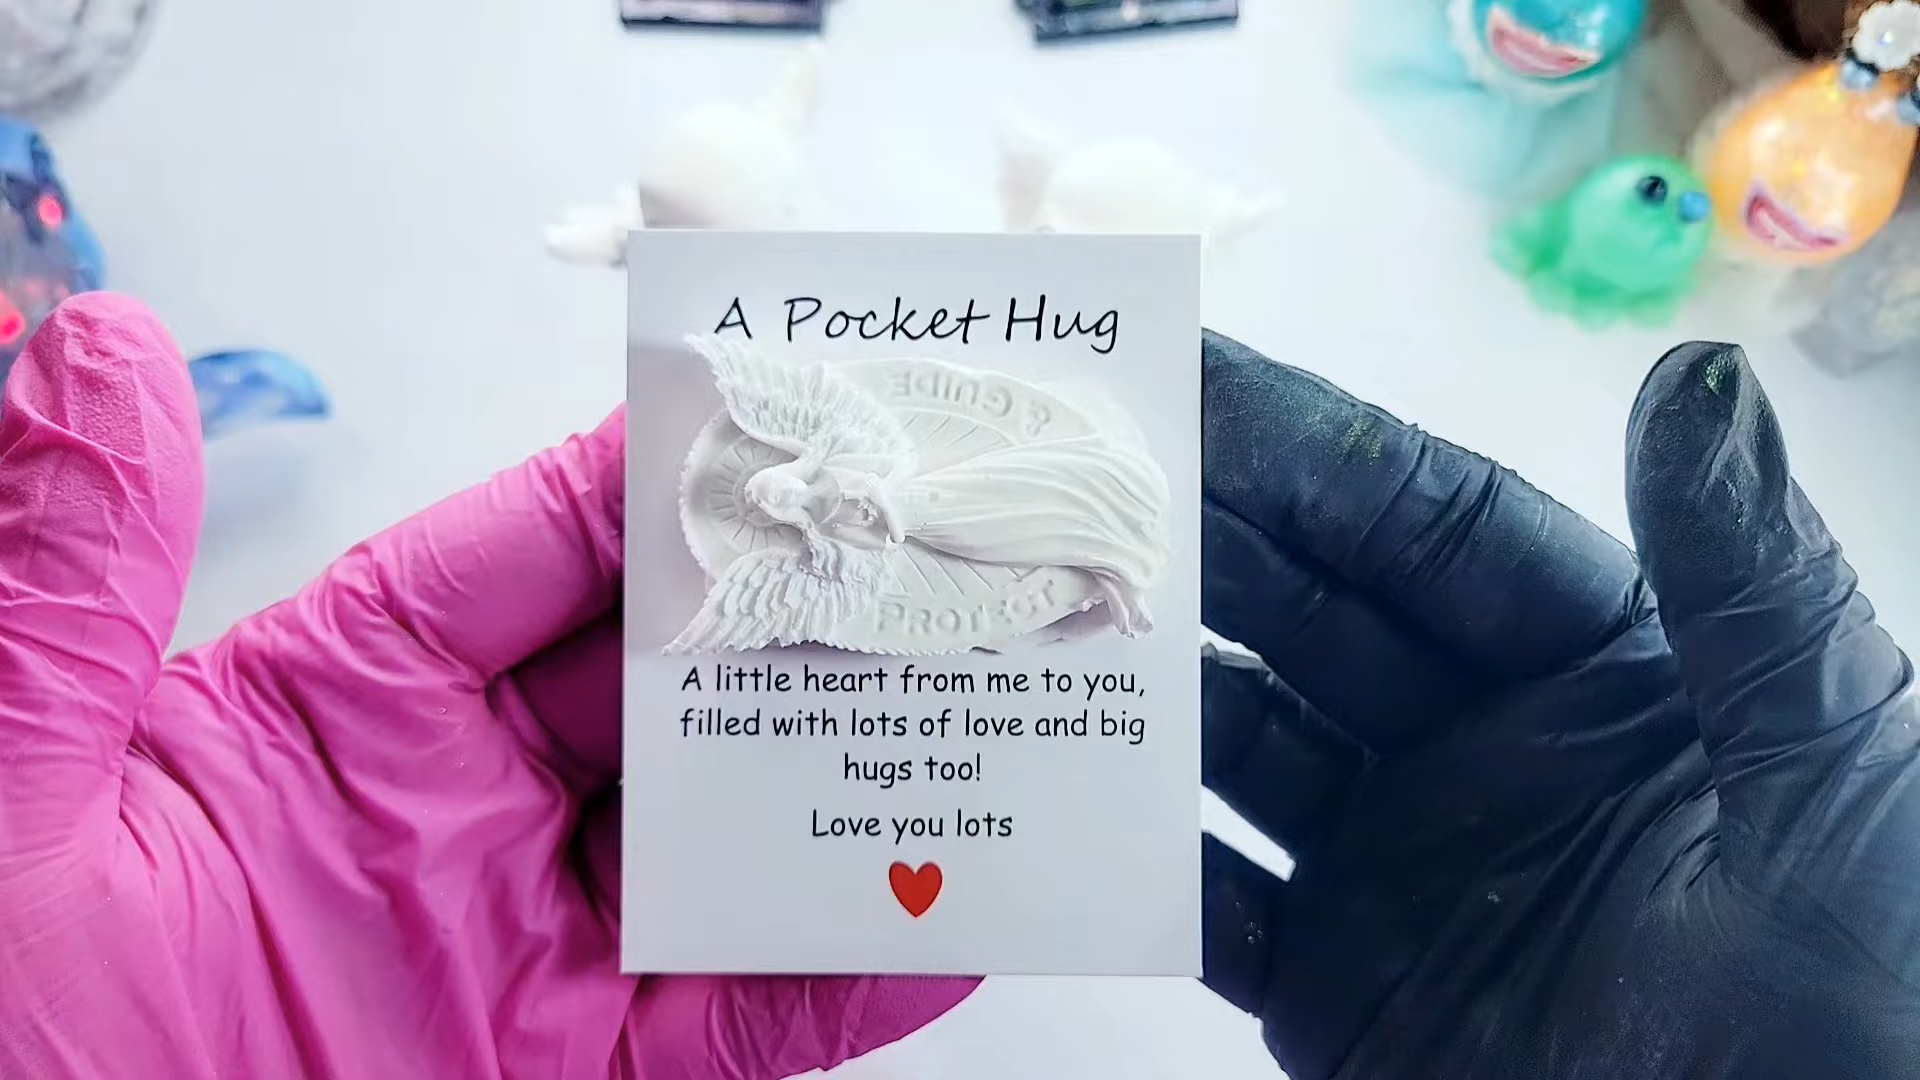 A Pocket Hug
& GUIDE
PROTECT
A little heart from me to you,
filled with lots of love and big
hugs too!
Love you lots